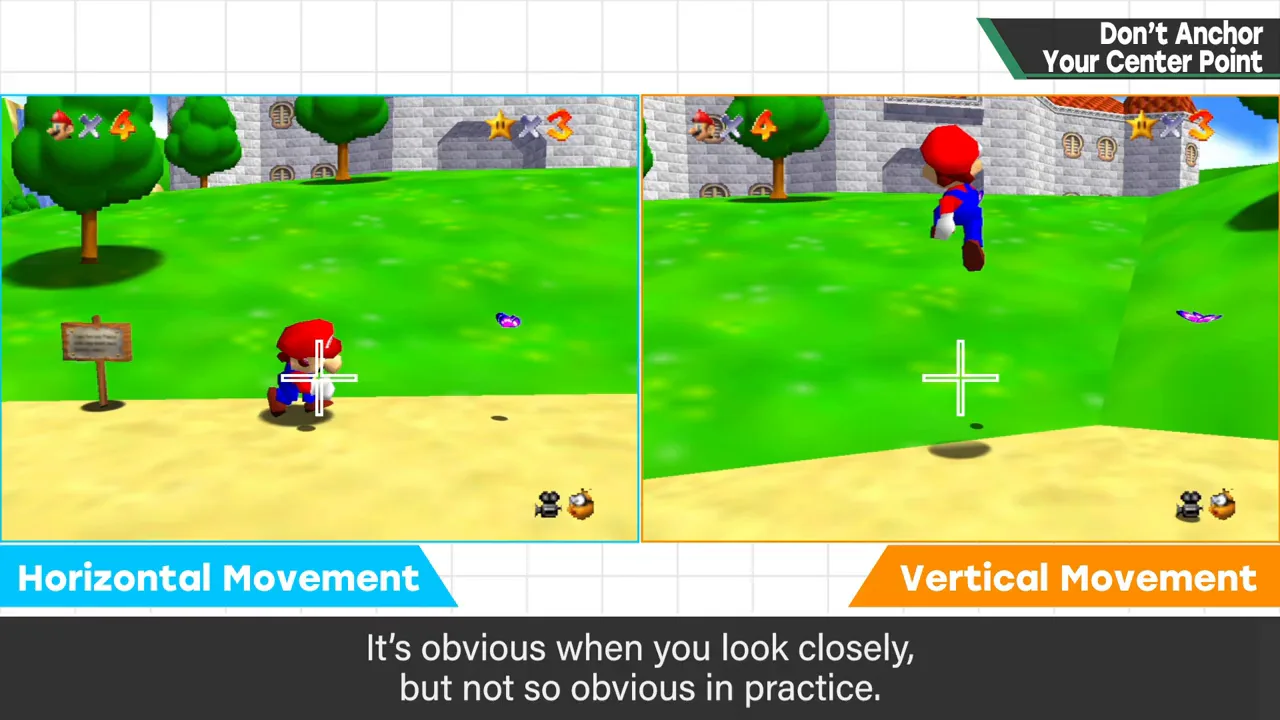 Don't Anchor
Your Center Point
× 4
× 3
× 4
× 3
Horizontal Movement
Vertical Movement
It's obvious when you look closely,
but not so obvious in practice.